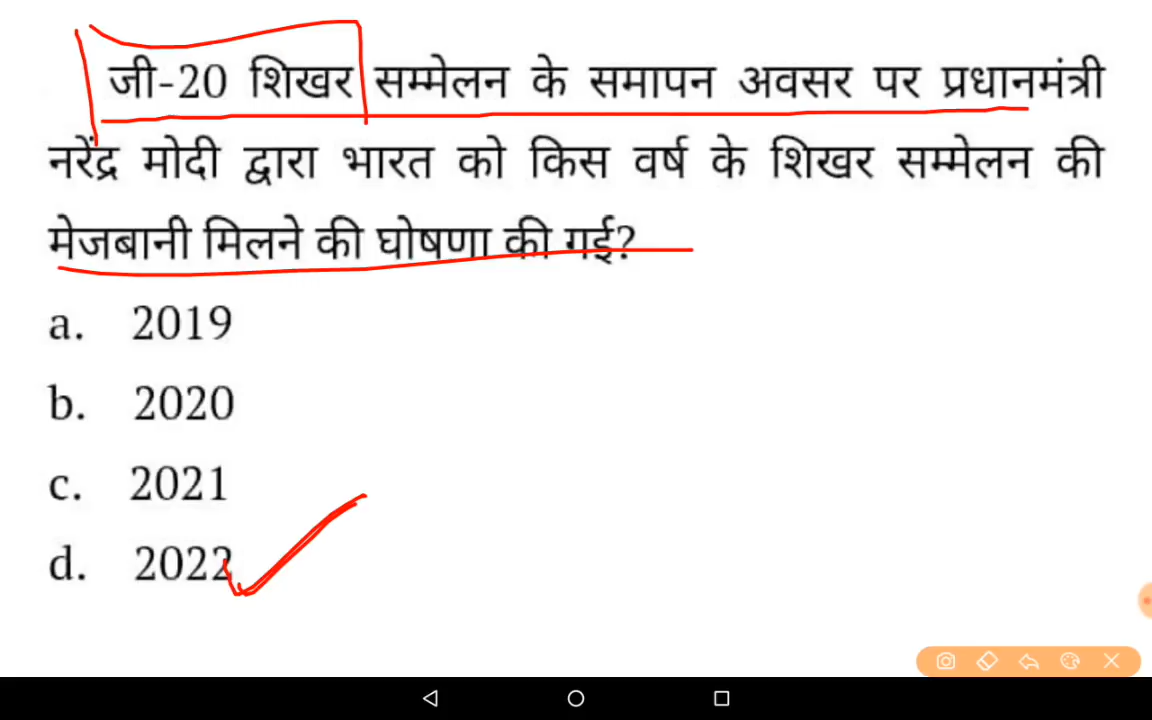 जी-20 शिखर सम्मेलन के समापन अवसर पर प्रधानमंत्री
नरेंद्र मोदी द्वारा भारत को किस वर्ष के शिखर सम्मेलन की
मेजबानी मिलने की घोषणा की गई?
a. 2019
b. 2020
c. 2021
d. 2022